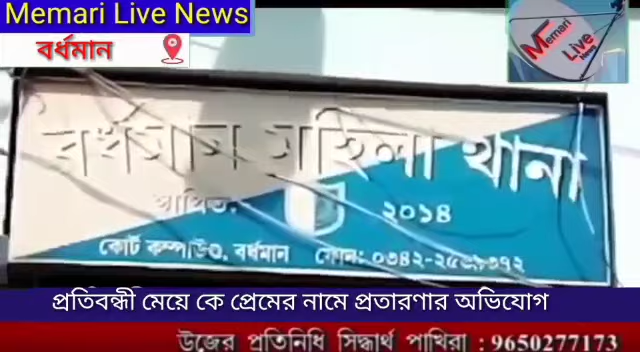 Memari Live News
Memari
Live
News
বর্ধমান
বর্ধমান মহিলা থানা
স্থাপিত: ২০১৪
কোর্ট কম্পাউন্ড, বর্ধমান ফোন: ০৩৪২-
প্রতিবন্ধী মেয়ে কে প্রেমের নামে প্রতারণার অভিযোগ
উজের প্রতিনিধি সিদ্ধার্থ পাখিরা : 9650277173